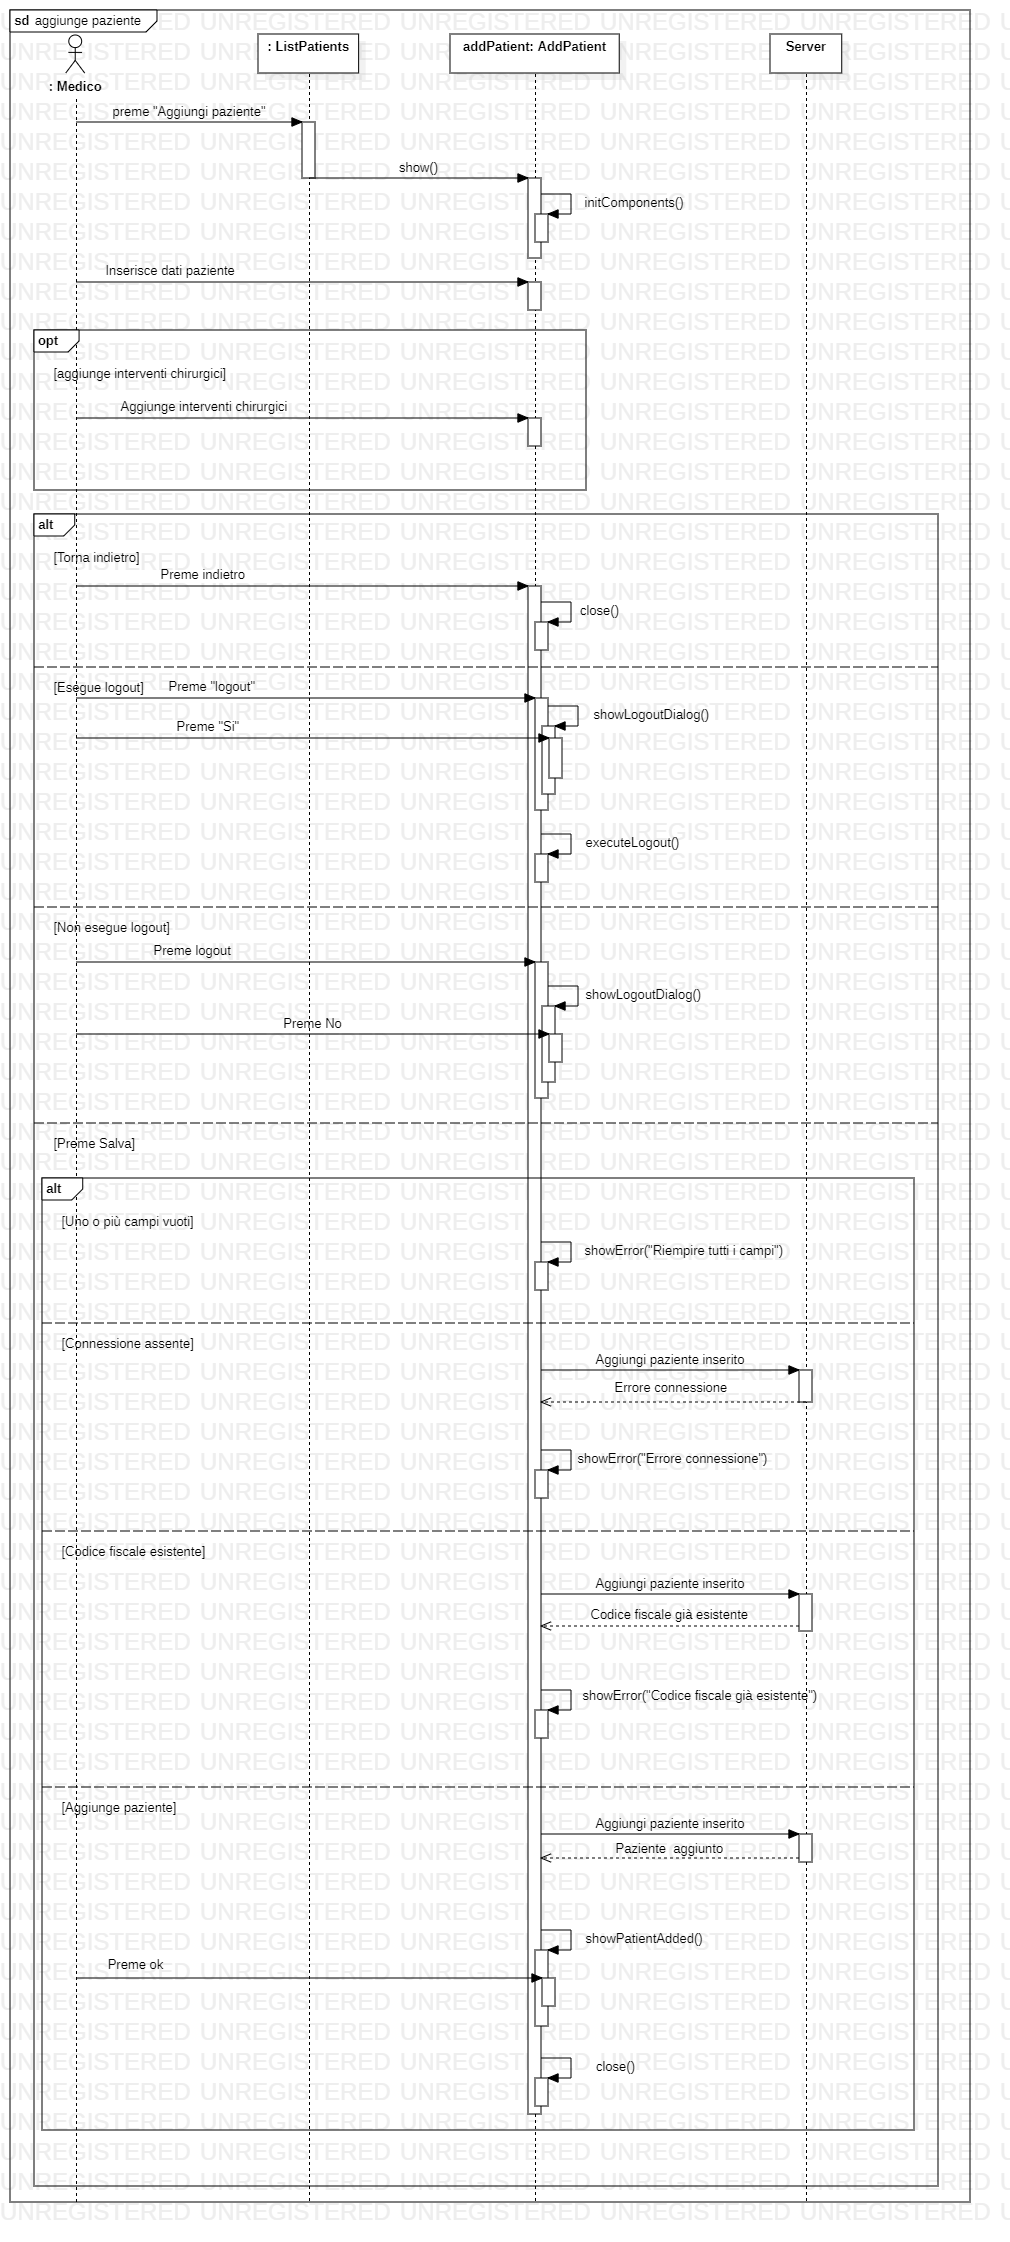 sd aggiunge paziente
: Medico
: ListPatients
addPatient: AddPatient
Server
preme "Aggiungi paziente"
show()
initComponents()
Inserisce dati paziente
opt
[aggiunge interventi chirurgici]
Aggiunge interventi chirurgici
alt
[Torna indietro]
Preme indietro
close()
[Esegue logout]
Preme "logout"
showLogoutDialog()
Preme "Si"
executeLogout()
[Non esegue logout]
Preme logout
showLogoutDialog()
Preme No
[Preme Salva]
alt
[Uno o più campi vuoti]
showError("Riempire tutti i campi")
[Connessione assente]
Aggiungi paziente inserito
Errore connessione
showError("Errore connessione")
[Codice fiscale esistente]
Aggiungi paziente inserito
Codice fiscale già esistente
showError("Codice fiscale già esistente")
[Aggiunge paziente]
Aggiungi paziente inserito
Paziente  aggiunto
showPatientAdded()
Preme ok
close()
UNREGISTERED